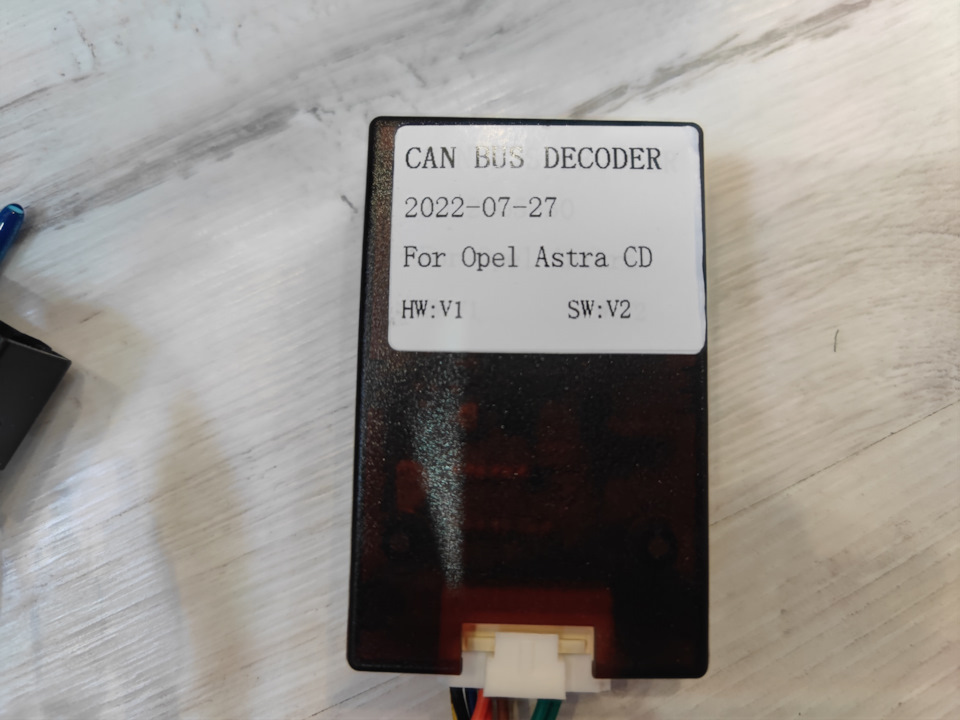 CAN BUS DECODER
2022-07-27
For Opel Astra CD
HW:V1 SW:V2